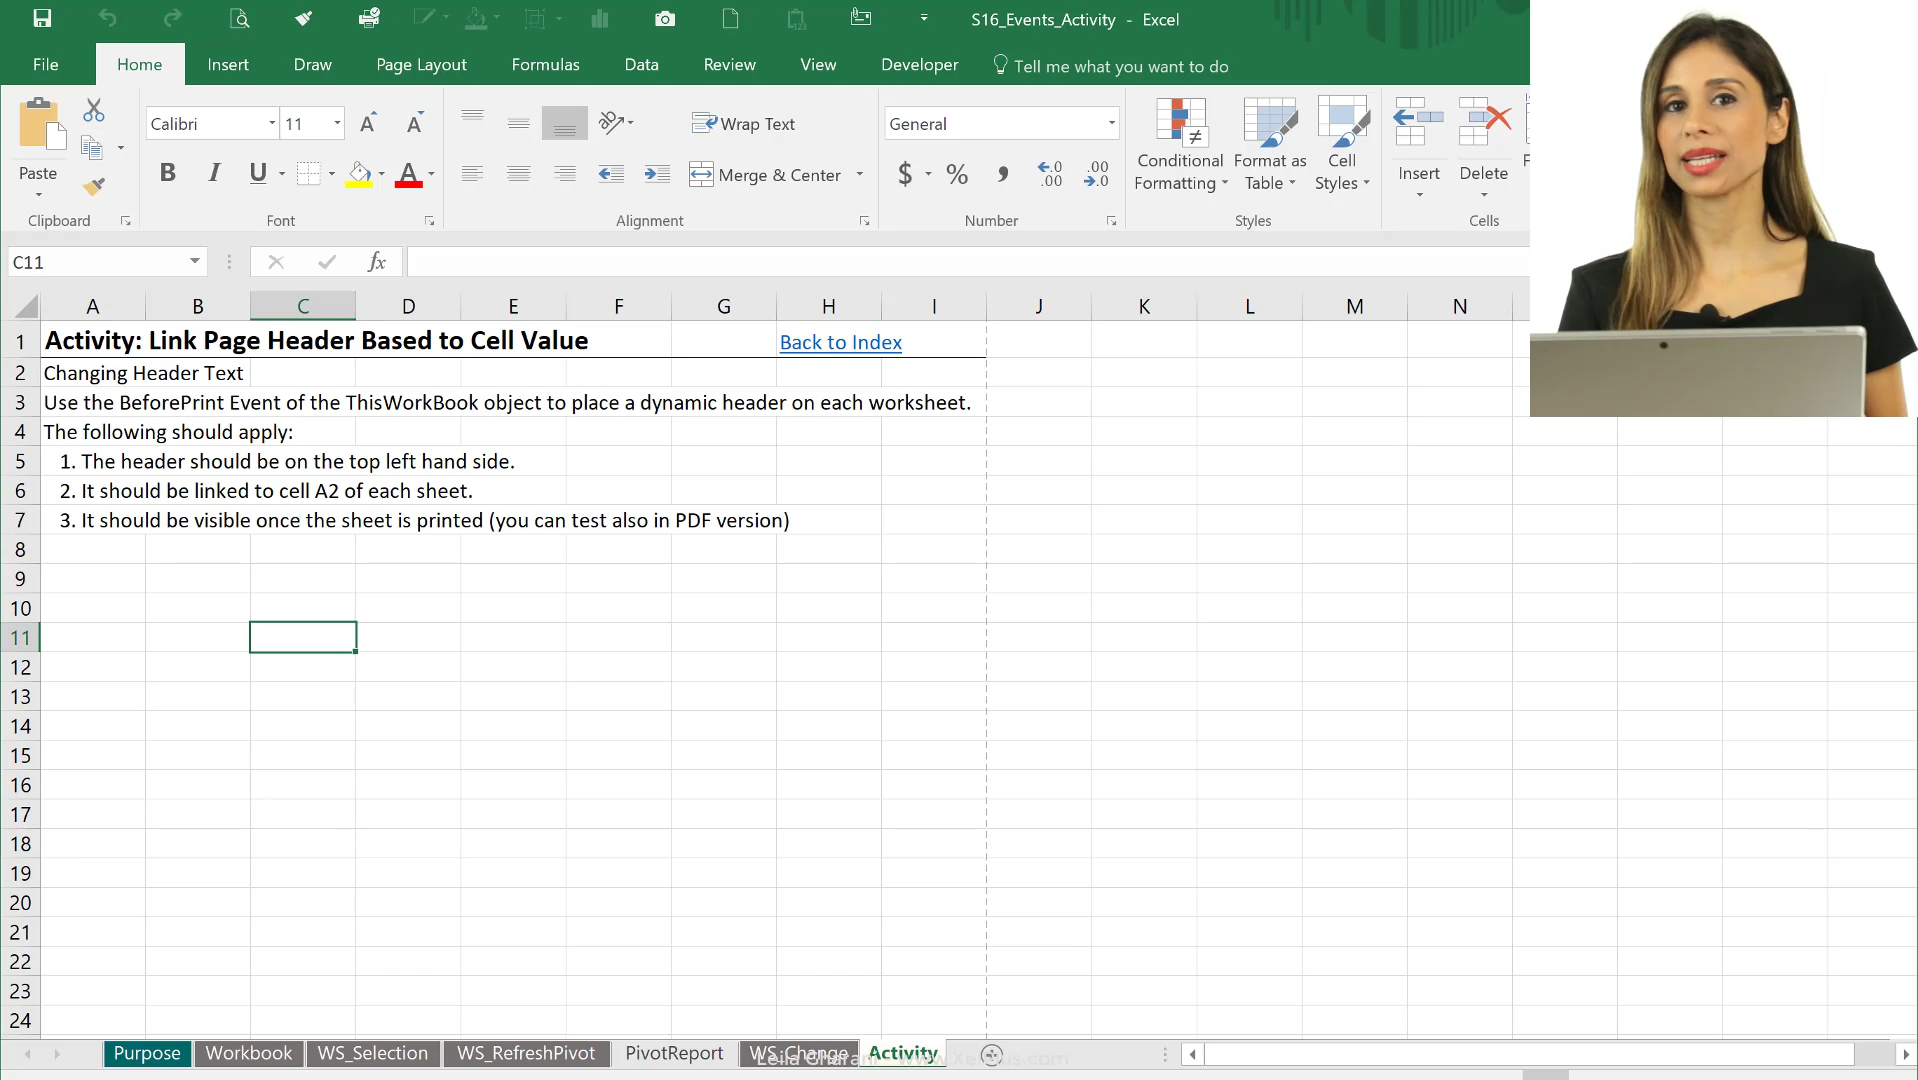 S16_Events_Activity - Excel
File Home Insert Draw Page Layout Formulas Data Review View Developer Tell me what you want to do
Paste
Clipboard
Calibri 11
B I U A
Font
Wrap Text
Merge & Center
Alignment
General
$ % , .0 .00 .00 .0
Number
Conditional Formatting
Format as Table
Cell Styles
Styles
Insert
Delete
Cells
C11
fx
A B C D E F G H I J K L M N
1 Activity: Link Page Header Based to Cell Value Back to Index
2 Changing Header Text
3 Use the BeforePrint Event of the ThisWorkBook object to place a dynamic header on each worksheet.
4 The following should apply:
5 1. The header should be on the top left hand side.
6 2. It should be linked to cell A2 of each sheet.
7 3. It should be visible once the sheet is printed (you can test also in PDF version)
8
9
10
11
12
13
14
15
16
17
18
19
20
21
22
23
24
Purpose Workbook WS_Selection WS_RefreshPivot PivotReport WS_Change Activity